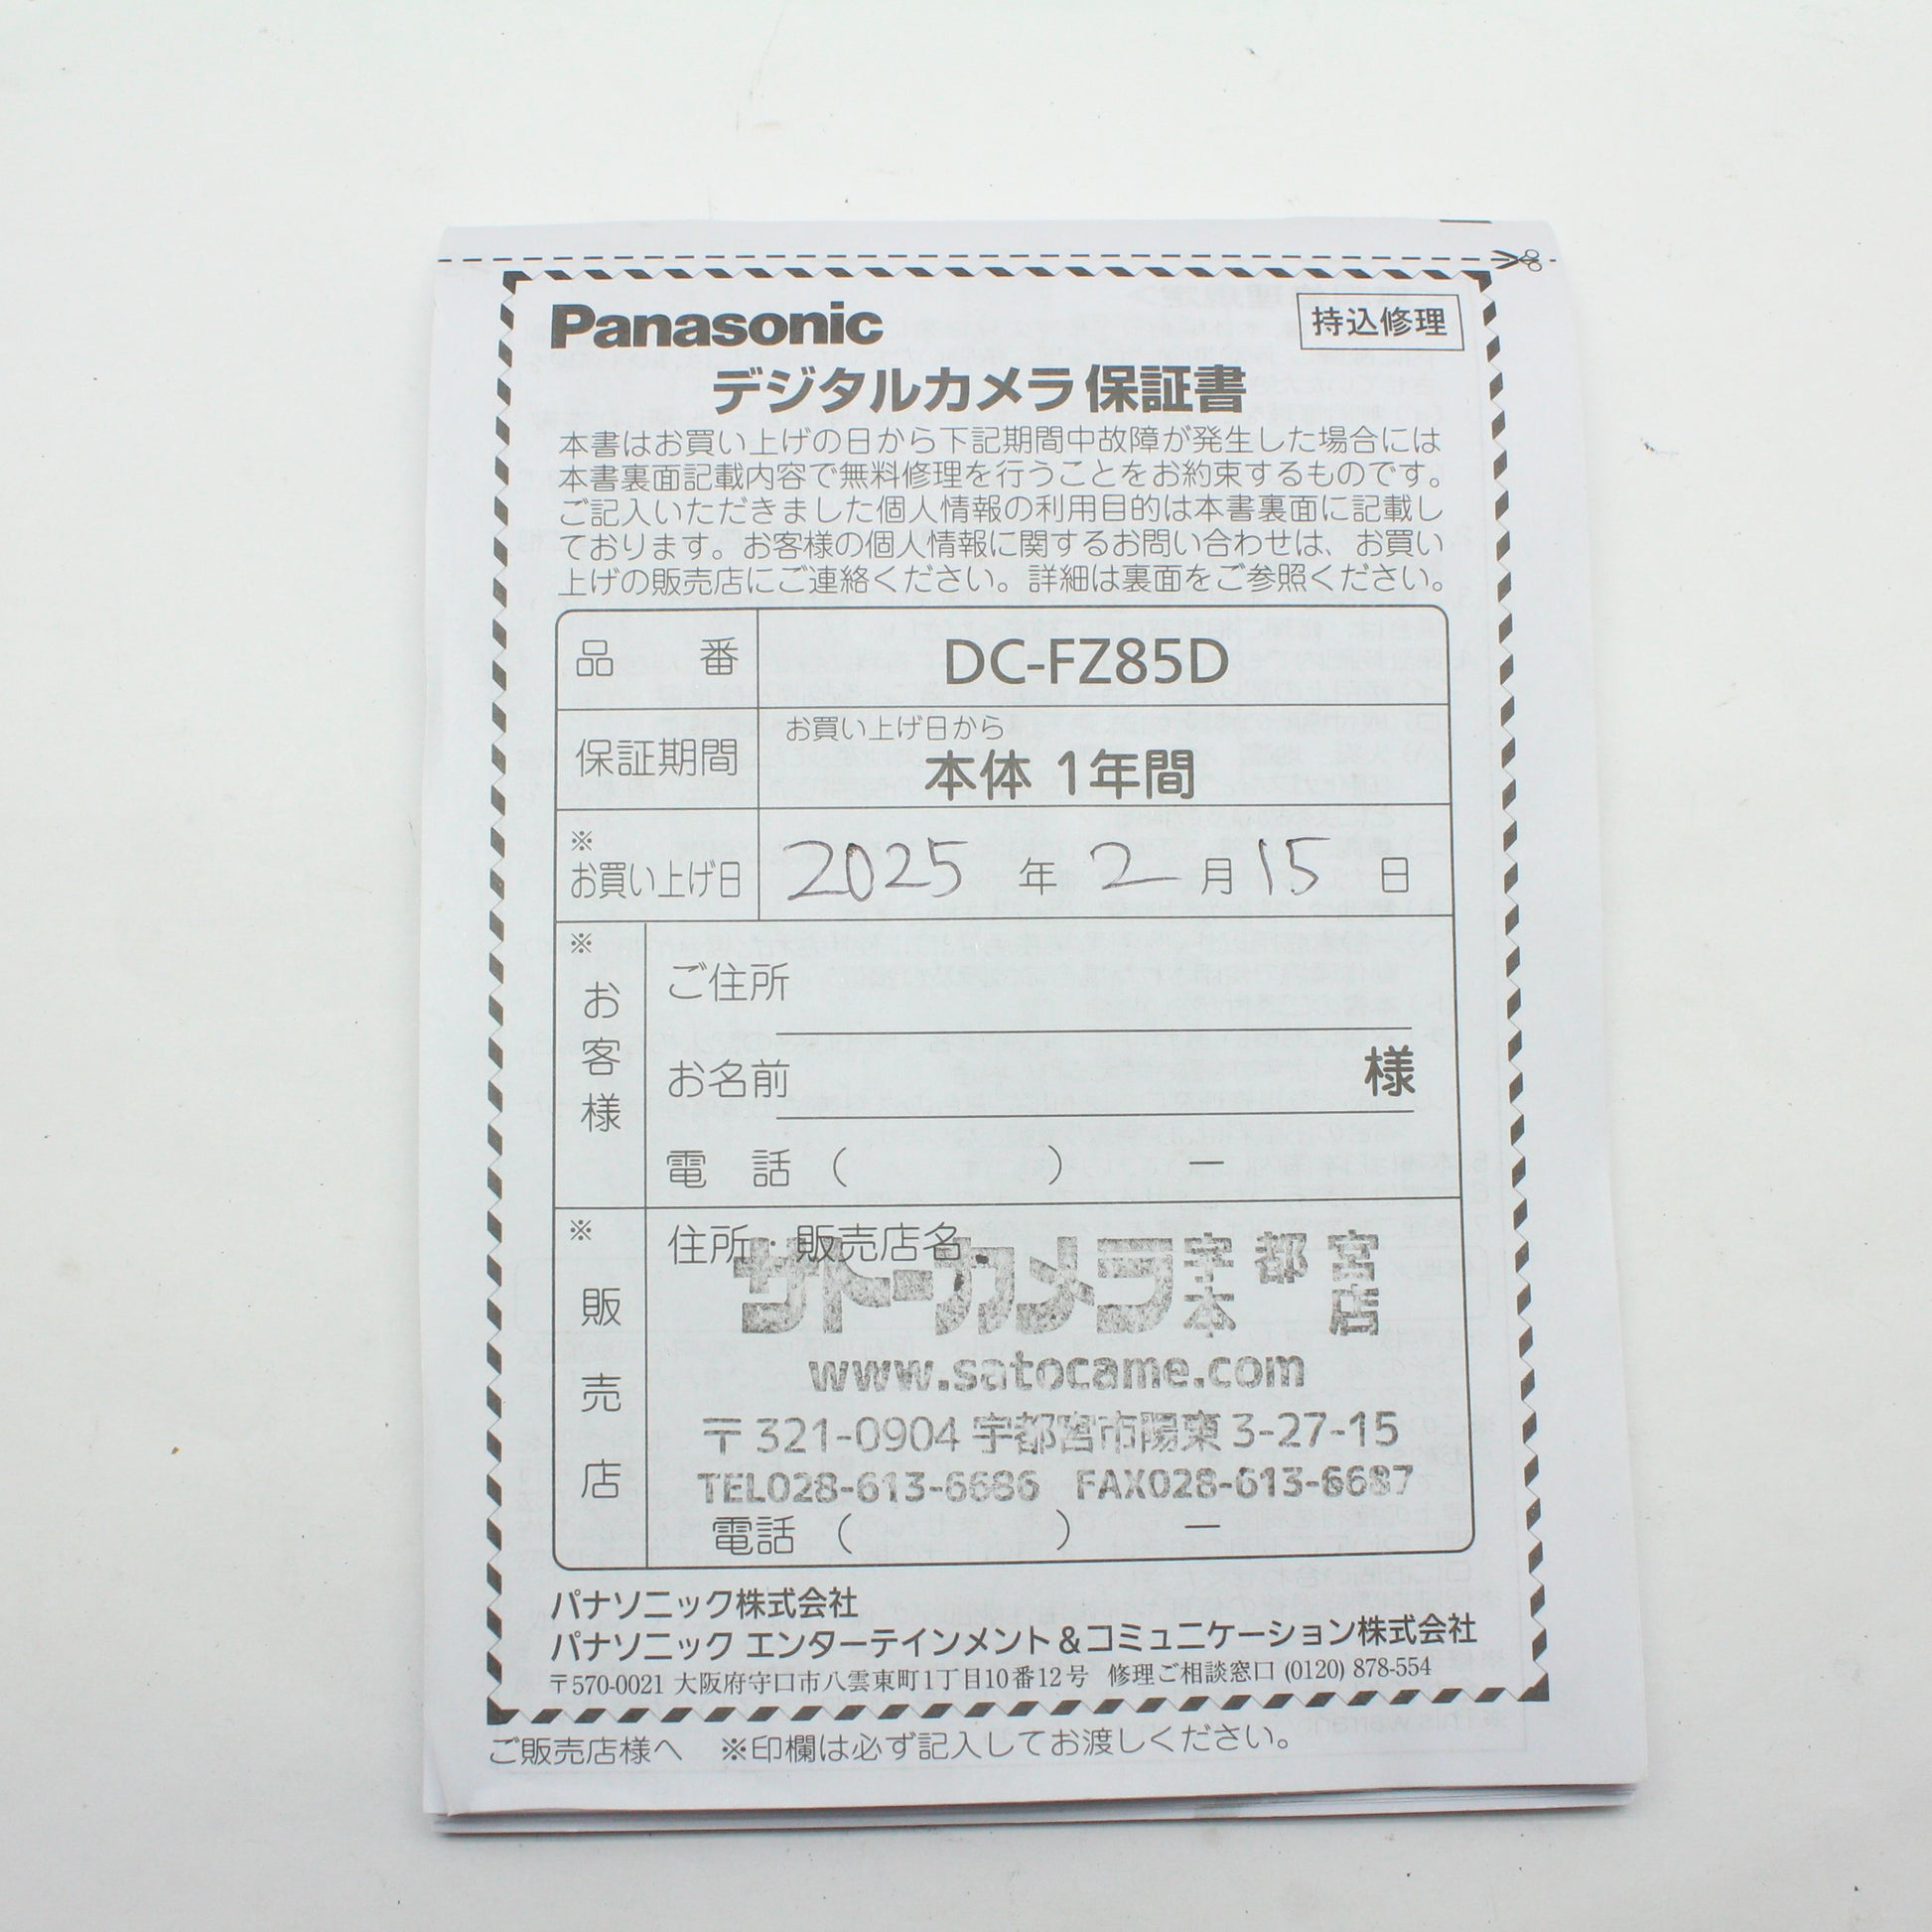 Panasonic
持込修理
デジタルカメラ保証書
本書はお買い上げの日から下記期間中故障が発生した場合には
本書裏面記載内容で無料修理を行うことをお約束するものです。
ご記入いただきました個人情報の利用目的は本書裏面に記載し
ております。お客様の個人情報に関するお問い合わせは、お買い
上げの販売店にご連絡ください。詳細は裏面をご参照ください。
品番 DC-FZ85D
保証期間 お買い上げ日から
本体 1年間
※
お買い上げ日 2025 年 2 月 15 日
※
お客様
ご住所
お名前 様
電話 ( ) ー
※
販売店
住所・販売店名
サトーカメラ 宇都宮本店
www.satocame.com
〒321-0904 宇都宮市陽東3-27-15
TEL028-613-6686 FAX028-613-6687
電話 ( ) ー
パナソニック株式会社
パナソニック エンターテインメント&コミュニケーション株式会社
〒570-0021 大阪府守口市八雲東町1丁目10番12号 修理ご相談窓口 (0120) 878-554
ご販売店様へ ※印欄は必ず記入してお渡しください。